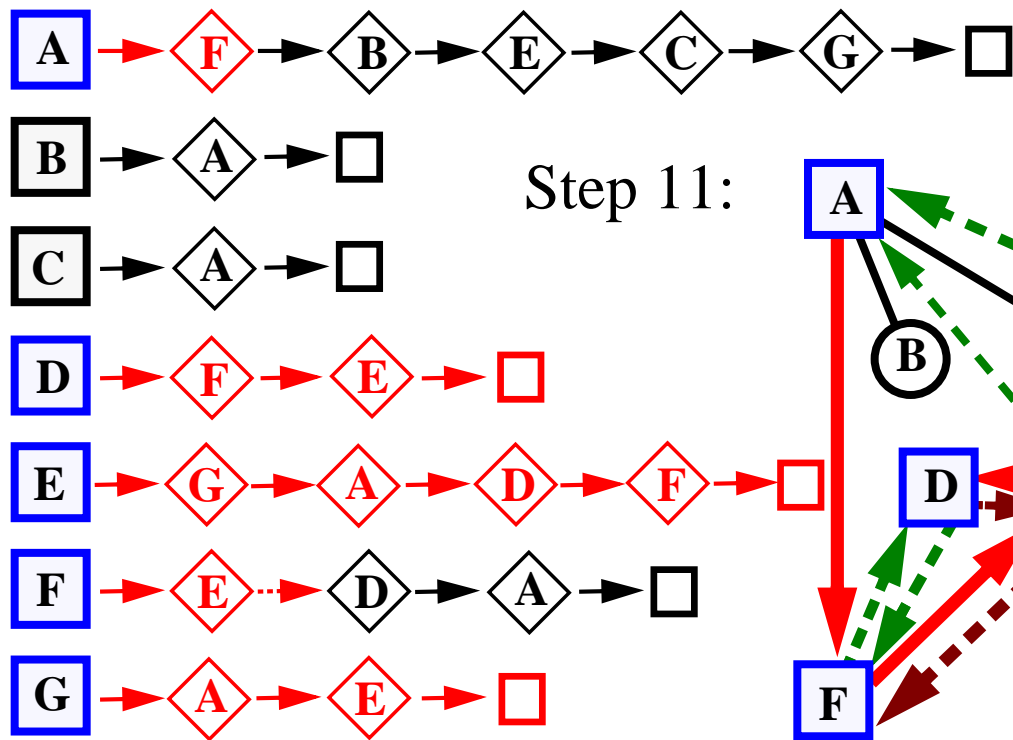 A F B E C G
B A
Step 11:
A
C A
B
D F E
E G A D F
D
F E D A
G A E
F